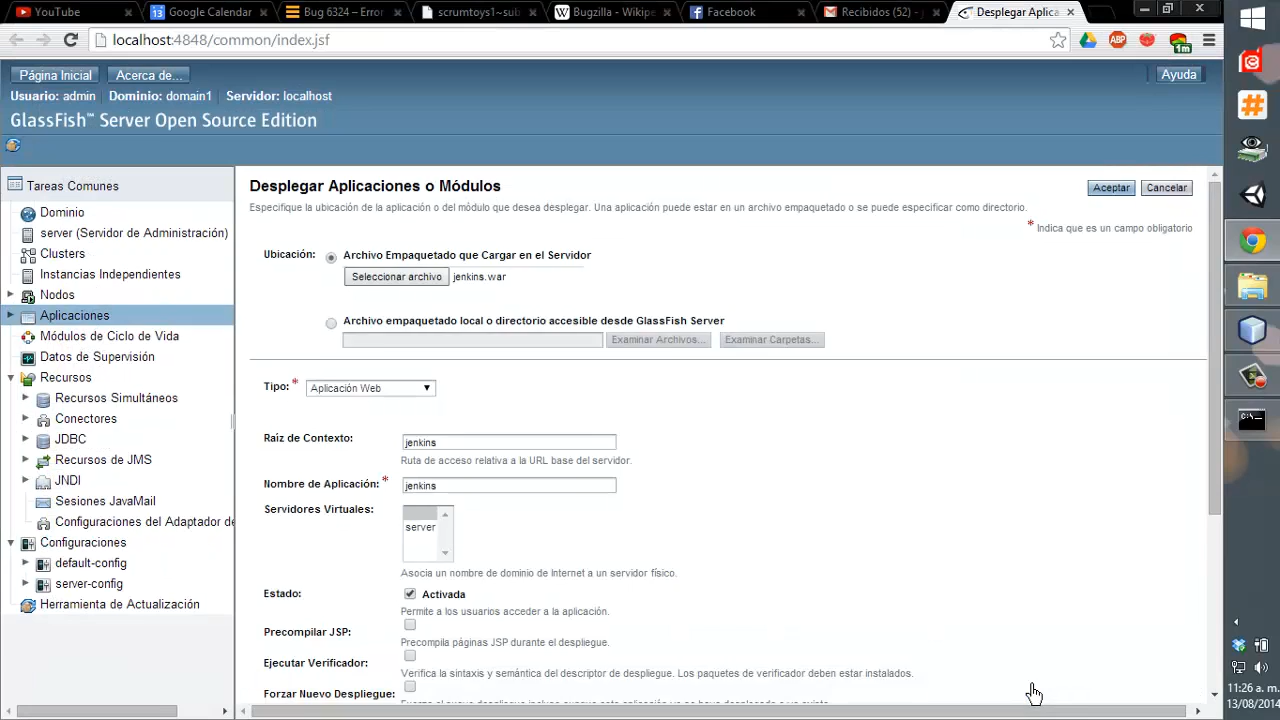 YouTube
Google Calendar
Bug 6324 – Erro
scrumtoys1~sub
Bugzilla - Wikipe
Facebook
Recibidos (52) -
Desplegar Aplica
localhost:4848/common/index.jsf
ABP
1m
Página Inicial
Acerca de...
Ayuda
Usuario: admin Dominio: domain1 Servidor: localhost
GlassFish™ Server Open Source Edition
Tareas Comunes
Dominio
server (Servidor de Administración)
Clusters
Instancias Independientes
Nodos
Aplicaciones
Módulos de Ciclo de Vida
Datos de Supervisión
Recursos
Recursos Simultáneos
Conectores
JDBC
Recursos de JMS
JNDI
Sesiones JavaMail
Configuraciones del Adaptador de
Configuraciones
default-config
server-config
Herramienta de Actualización
Desplegar Aplicaciones o Módulos
Aceptar
Cancelar
Especifique la ubicación de la aplicación o del módulo que desea desplegar. Una aplicación puede estar en un archivo empaquetado o se puede especificar como directorio.
* Indica que es un campo obligatorio
Ubicación:
Archivo Empaquetado que Cargar en el Servidor
Seleccionar archivo jenkins.war
Archivo empaquetado local o directorio accesible desde GlassFish Server
Examinar Archivos...
Examinar Carpetas...
Tipo: * Aplicación Web
Raíz de Contexto: jenkins
Ruta de acceso relativa a la URL base del servidor.
Nombre de Aplicación: * jenkins
Servidores Virtuales:
server
Asocia un nombre de dominio de Internet a un servidor físico.
Estado: Activada
Permite a los usuarios acceder a la aplicación.
Precompilar JSP:
Precompila páginas JSP durante el despliegue.
Ejecutar Verificador:
Verifica la sintaxis y semántica del descriptor de despliegue. Los paquetes de verificador deben estar instalados.
Forzar Nuevo Despliegue:
11:26 a. m.
13/08/2014